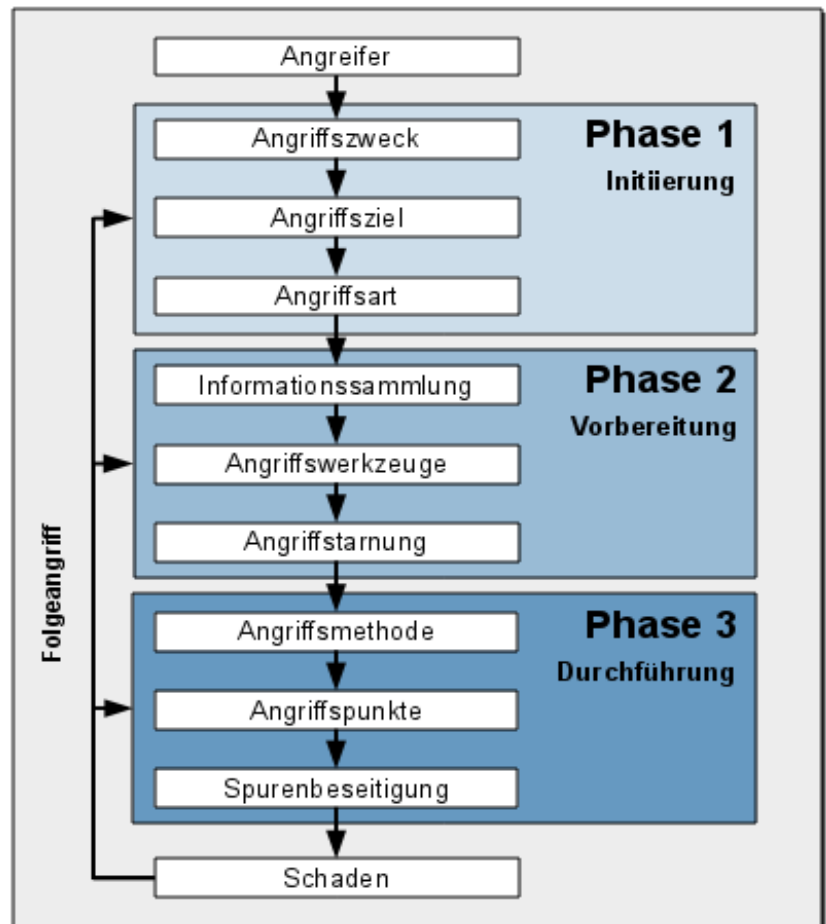 Angreifer
Phase 1
Initiierung
Angriffszweck
Angriffsziel
Angriffsart
Phase 2
Vorbereitung
Informationssammlung
Angriffswerkzeuge
Angriffstarnung
Phase 3
Durchführung
Angriffsmethode
Angriffspunkte
Spurenbeseitigung
Schaden
Folgeangriff